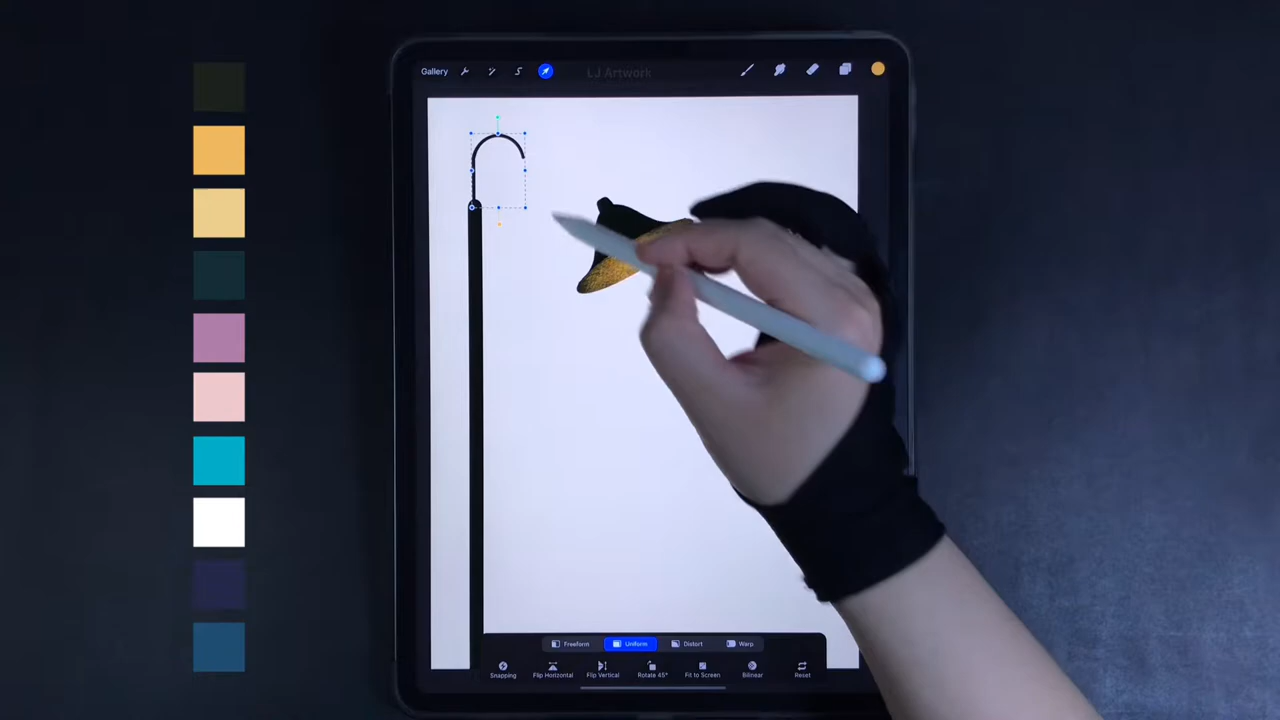 Gallery
LJ Artwork
Freeform Uniform Distort Warp
Snapping Flip Horizontal Flip Vertical Rotate 45° Fit to Screen Bilinear Reset